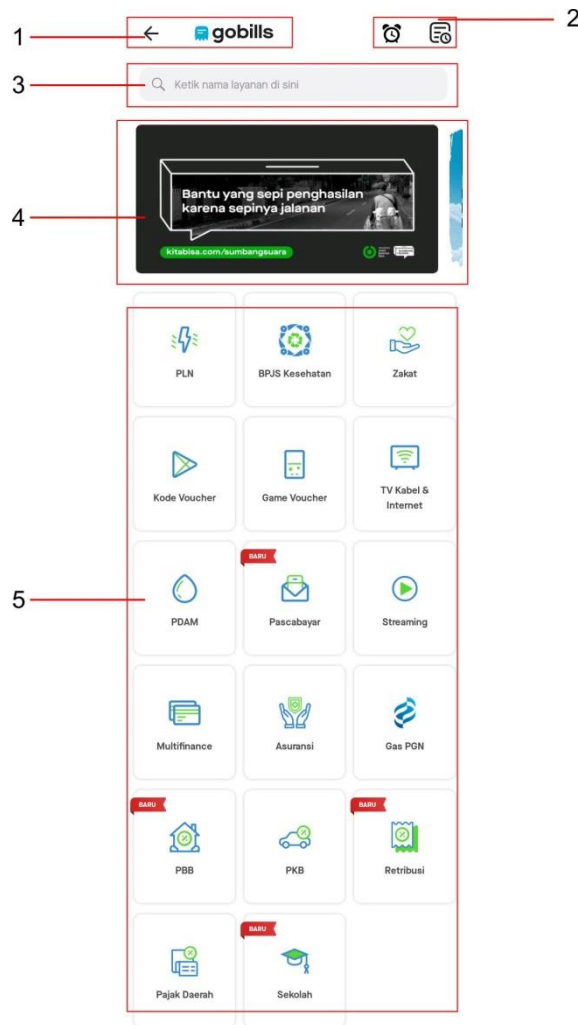 1
gobills
2
3
Ketik nama layanan di sini
4
Bantu yang sepi penghasilan
karena sepinya jalanan
kitabisa.com/sumbangsuara
PLN
BPJS Kesehatan
Zakat
Kode Voucher
Game Voucher
TV Kabel &
Internet
5
BARU
PDAM
Pascabayar
Streaming
Multifinance
Asuransi
Gas PGN
BARU
BARU
PBB
PKB
Retribusi
BARU
Pajak Daerah
Sekolah